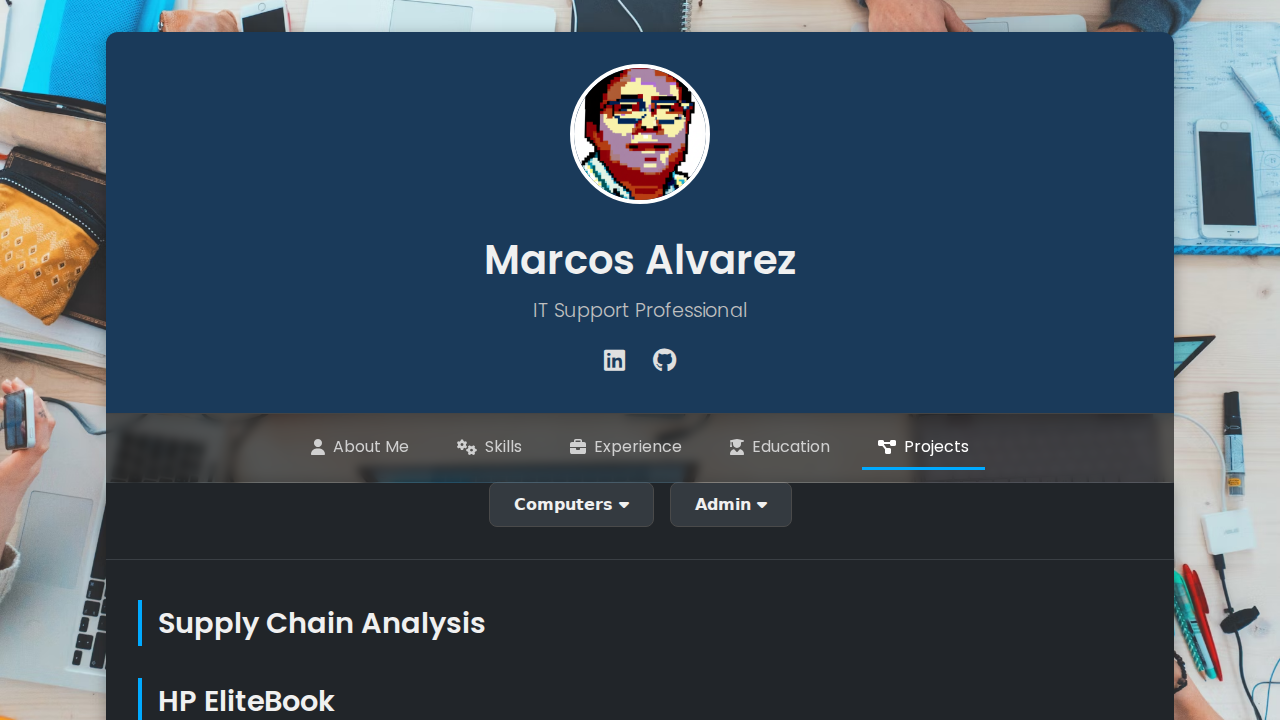 Marcos Alvarez
IT Support Professional
About Me
Skills
Experience
Education
Projects
Computers
Admin
Supply Chain Analysis
HP EliteBook